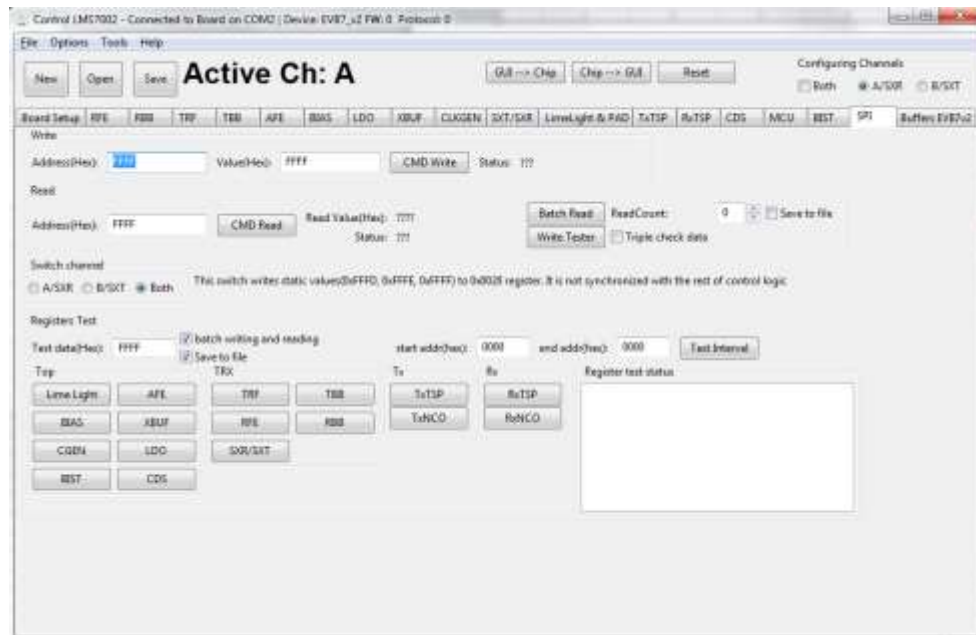 Control LMS7002 - Connected to Board on COM2 | Device: EVB7_v2 FW: 0 Protocol: 0
File Options Tools Help
New Open Save Active Ch: A GUI --> Chip Chip --> GUI Reset Configuring Channels
Both A/SXR B/SXT
Board Setup RFE RBB TRF TBB AFE BIAS LDO XBUF CLKGEN SXT/SXR LimeLight & PAD TxTSP RxTSP CDS MCU BIST SPI Buffers EVB7v2
Write
Address(Hex): FFFF Value(Hex): FFFF CMD Write Status: ???
Read
Address(Hex): FFFF CMD Read Read Value(Hex): ???? Batch Read ReadCount: 0 Save to file
Status: ??? Write Tester Triple check data
Switch channel
A/SXR B/SXT Both This switch writes static values(0xFFFD, 0xFFFE, 0xFFFF) to 0x0020 register. It is not synchronized with the rest of control logic
Registers Test
Test data(Hex): FFFF batch writing and reading start addr(hex): 0000 end addr(hex): 0000 Test Interval
Save to file
Top TRX Tx Rx Register test status
Lime Light AFE TRF TBB TxTSP RxTSP
BIAS XBUF RFE RBB TxNCO RxNCO
CGEN LDO SXR/SXT
BIST CDS